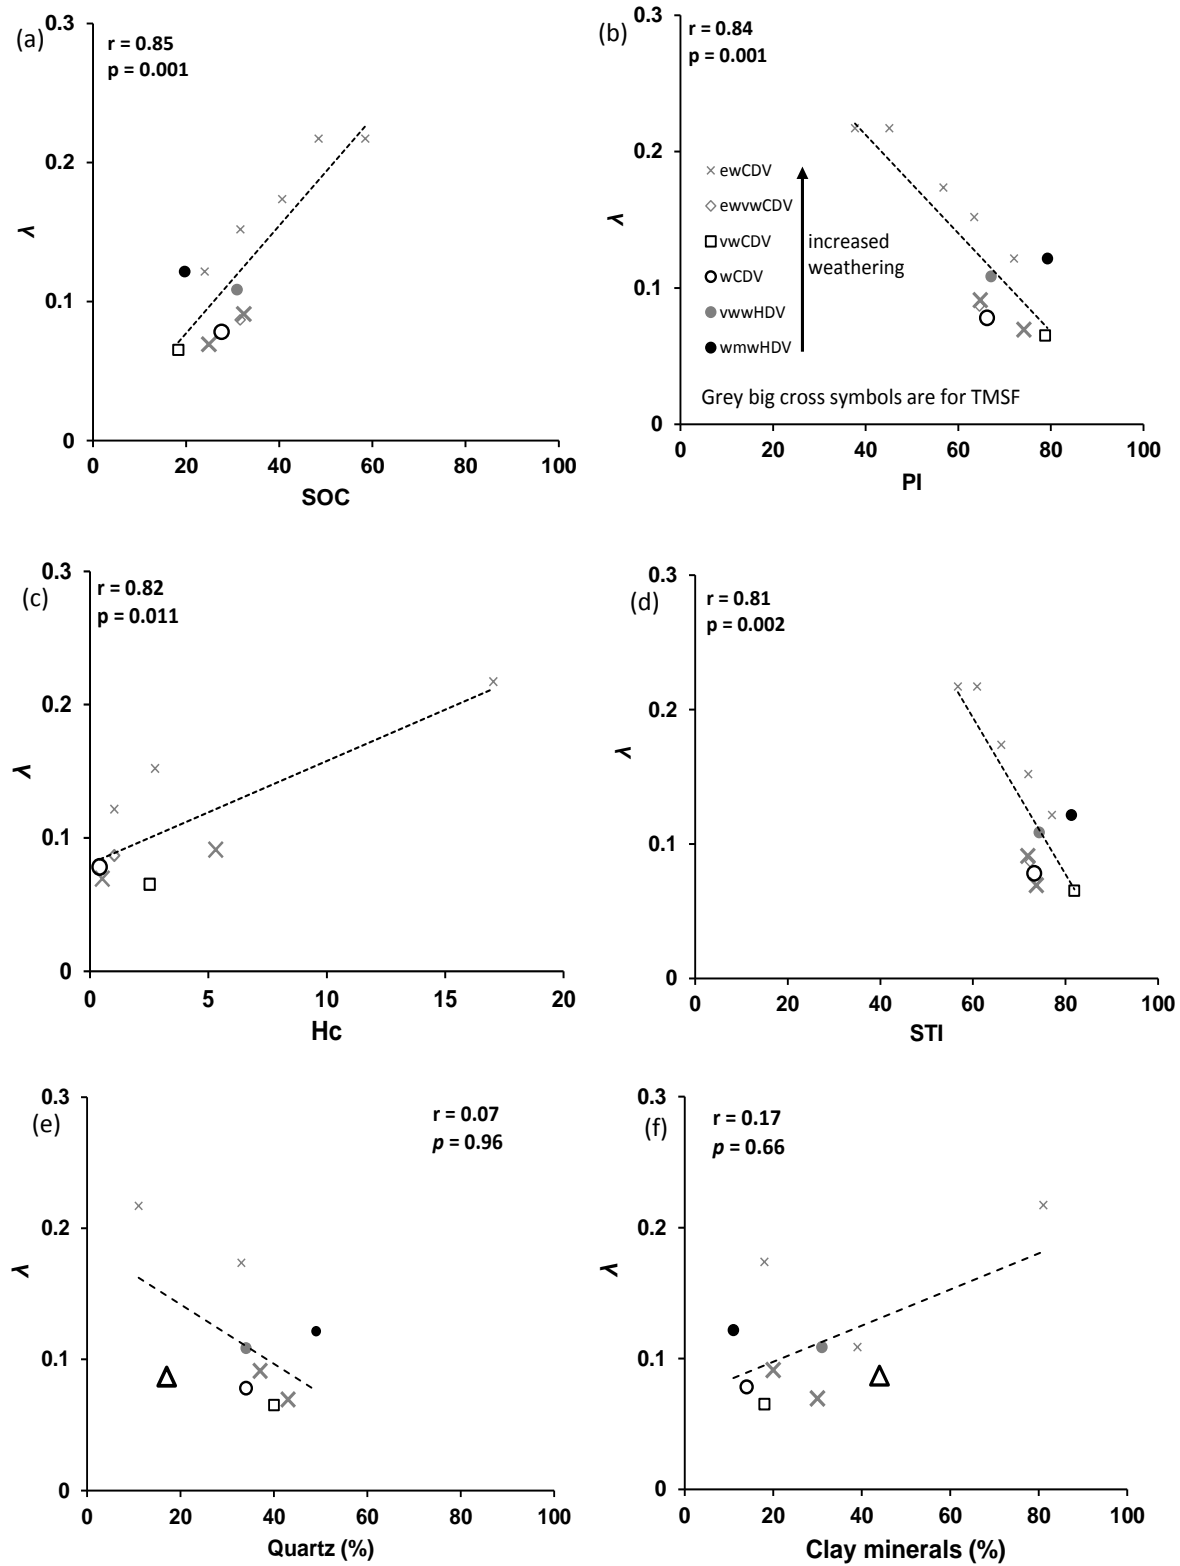 (a)
r = 0.85
p = 0.001
0.3
0.2
0.1
0
λ
0 20 40 60 80 100
SOC
(b)
r = 0.84
p = 0.001
0.3
0.2
0.1
0
λ
ewCDV
ewvwCDV
vwCDV
wCDV
vwwHDV
wmwHDV
increased
weathering
Grey big cross symbols are for TMSF
0 20 40 60 80 100
PI
(c)
r = 0.82
p = 0.011
0.3
0.2
0.1
0
λ
0 5 10 15 20
Hc
(d)
r = 0.81
p = 0.002
0.3
0.2
0.1
0
λ
0 20 40 60 80 100
STI
(e)
r = 0.07
p = 0.96
0.3
0.2
0.1
0
λ
0 20 40 60 80 100
Quartz (%)
(f)
r = 0.17
p = 0.66
0.3
0.2
0.1
0
λ
0 20 40 60 80 100
Clay minerals (%)